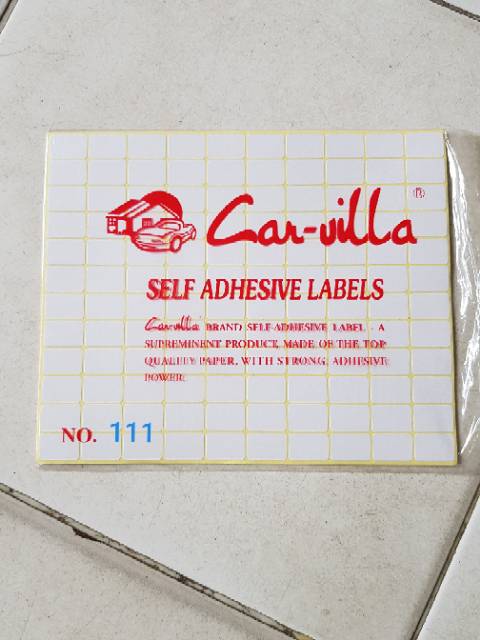 Car-villa ®
SELF ADHESIVE LABELS
Car-villa BRAND SELF-ADHESIVE LABEL - A
SUPREMINENT PRODUCT, MADE OF THE TOP
QUALITY PAPER, WITH STRONG, ADHESIVE
POWER.
NO. 111